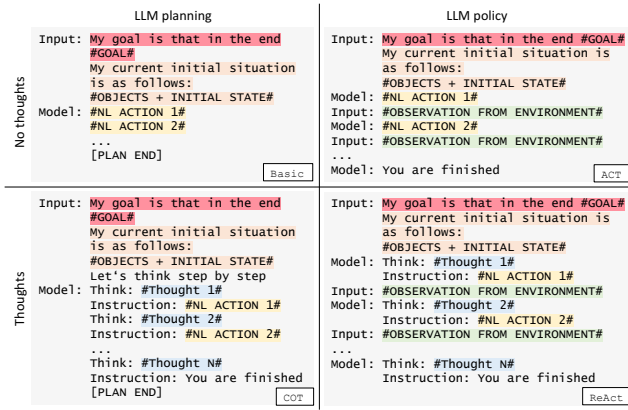 LLM planning
LLM policy
No thoughts
Input: My goal is that in the end
#GOAL#
My current initial situation
is as follows:
#OBJECTS + INITIAL STATE#
Model: #NL ACTION 1#
#NL ACTION 2#
...
[PLAN END]
Basic
Input: My goal is that in the end #GOAL#
My current initial situation is
as follows:
#OBJECTS + INITIAL STATE#
Model: #NL ACTION 1#
Input: #OBSERVATION FROM ENVIRONMENT#
Model: #NL ACTION 2#
Input: #OBSERVATION FROM ENVIRONMENT#
...
Model: You are finished
ACT
Thoughts
Input: My goal is that in the end
#GOAL#
My current initial situation
is as follows:
#OBJECTS + INITIAL STATE#
Let's think step by step
Model: Think: #Thought 1#
Instruction: #NL ACTION 1#
Think: #Thought 2#
Instruction: #NL ACTION 2#
...
Think: #Thought N#
Instruction: You are finished
[PLAN END]
COT
Input: My goal is that in the end #GOAL#
My current initial situation is
as follows:
#OBJECTS + INITIAL STATE#
Model: Think: #Thought 1#
Instruction: #NL ACTION 1#
Input: #OBSERVATION FROM ENVIRONMENT#
Model: Think: #Thought 2#
Instruction: #NL ACTION 2#
Input: #OBSERVATION FROM ENVIRONMENT#
...
Model: Think: #Thought N#
Instruction: You are finished
ReAct